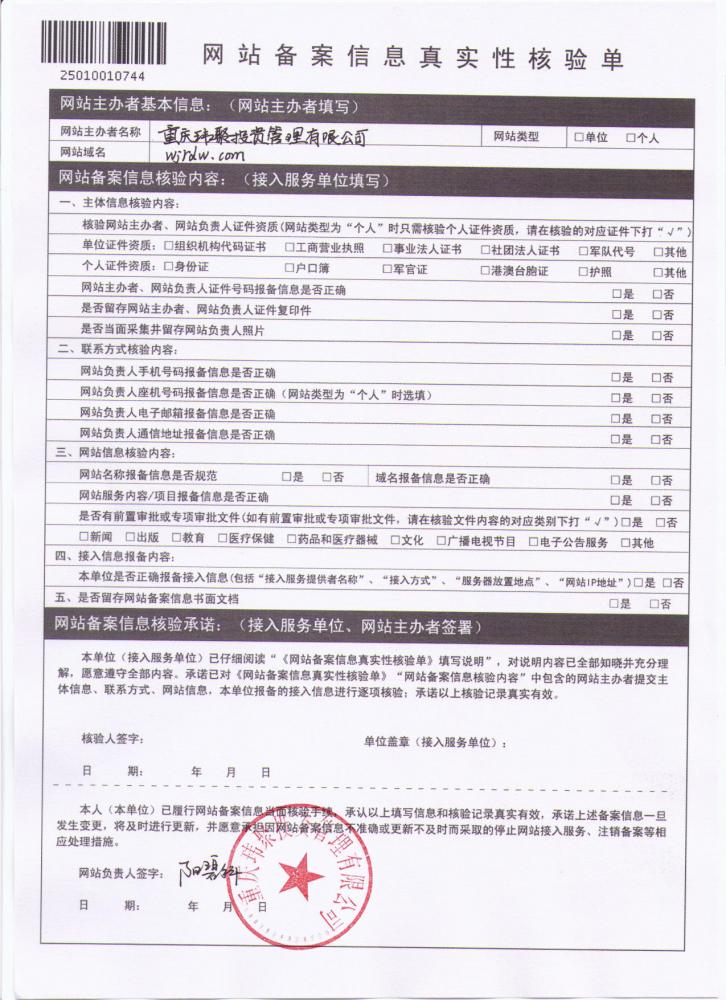 网站备案信息真实性核验单
25010010744
网站主办者基本信息：（网站主办者填写）
网站主办者名称 重庆玮聚投资管理有限公司 网站类型 □单位 □个人
网站域名 wjrdw.com
网站备案信息核验内容：（接入服务单位填写）
一、主体信息核验内容：
核验网站主办者、网站负责人证件资质(网站类型为“个人”时只需核验个人证件资质，请在核验的对应证件下打“√”)
单位证件资质：□组织机构代码证书 □工商营业执照 □事业法人证书 □社团法人证书 □军队代号 □其他
个人证件资质：□身份证 □户口簿 □军官证 □港澳台胞证 □护照 □其他
网站主办者、网站负责人证件号码报备信息是否正确 □是 □否
是否留存网站主办者、网站负责人证件复印件 □是 □否
是否当面采集并留存网站负责人照片 □是 □否
二、联系方式核验内容：
网站负责人手机号码报备信息是否正确 □是 □否
网站负责人座机号码报备信息是否正确（网站类型为“个人”时选填） □是 □否
网站负责人电子邮箱报备信息是否正确 □是 □否
网站负责人通信地址报备信息是否正确 □是 □否
三、网站信息核验内容：
网站名称报备信息是否规范 □是 □否 域名报备信息是否正确 □是 □否
网站服务内容/项目报备信息是否正确 □是 □否
是否有前置审批或专项审批文件(如有前置审批或专项审批文件，请在核验文件内容的对应类别下打“√”) □是 □否
□新闻 □出版 □教育 □医疗保健 □药品和医疗器械 □文化 □广播电视节目 □电子公告服务 □其他
四、接入信息报备内容：
本单位是否正确报备接入信息(包括“接入服务提供者名称”、“接入方式”、“服务器放置地点”、“网站IP地址”) □是 □否
五、是否留存网站备案信息书面文档 □是 □否
网站备案信息核验承诺：（接入服务单位、网站主办者签署）
本单位（接入服务单位）已仔细阅读“《网站备案信息真实性核验单》填写说明”，对说明内容已全部知晓并充分理
解，愿意遵守全部内容。承诺已对《网站备案信息真实性核验单》“网站备案信息核验内容”中包含的网站主办者提交主
体信息、联系方式、网站信息，本单位报备的接入信息进行逐项核验；承诺以上核验记录真实有效。
核验人签字： 单位盖章（接入服务单位）：
日 期： 年 月 日
本人（本单位）已履行网站备案信息当面核验手续，承认以上填写信息和核验记录真实有效，承诺上述备案信息一旦
发生变更，将及时进行更新，并愿意承担因网站备案信息不准确或更新不及时而采取的停止网站接入服务、注销备案等相
应处理措施。
网站负责人签字：
日 期： 年 月 日
重庆玮聚投资管理有限公司